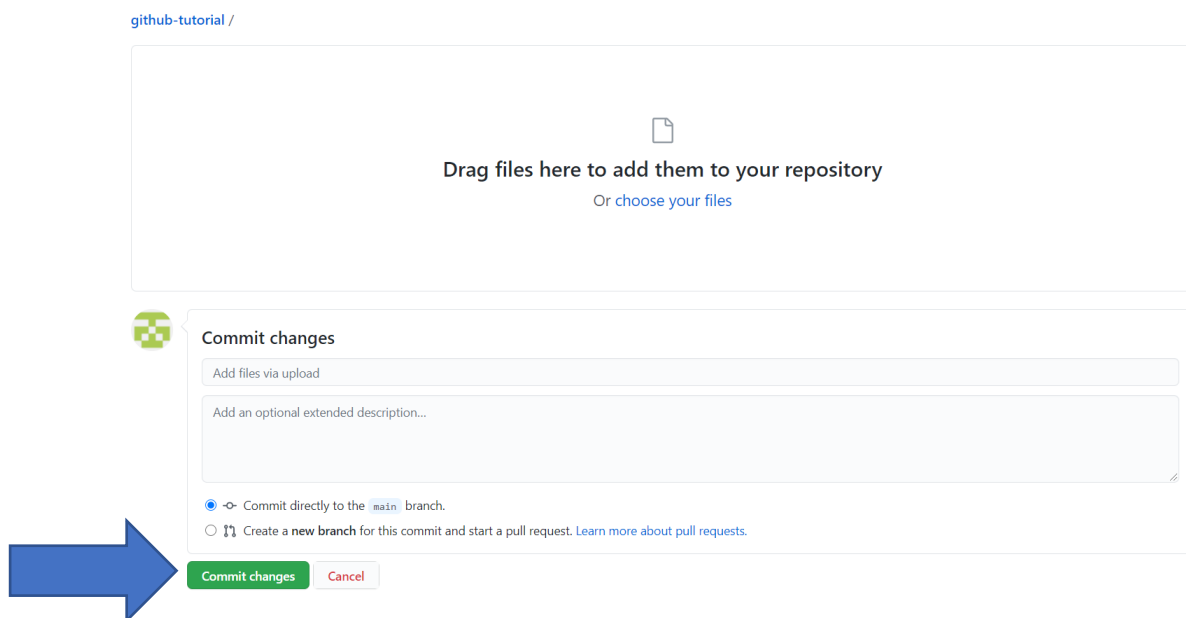 github-tutorial /
Drag files here to add them to your repository
Or choose your files
Commit changes
Add files via upload
Add an optional extended description...
Commit directly to the main branch.
Create a new branch for this commit and start a pull request. Learn more about pull requests.
Commit changes Cancel